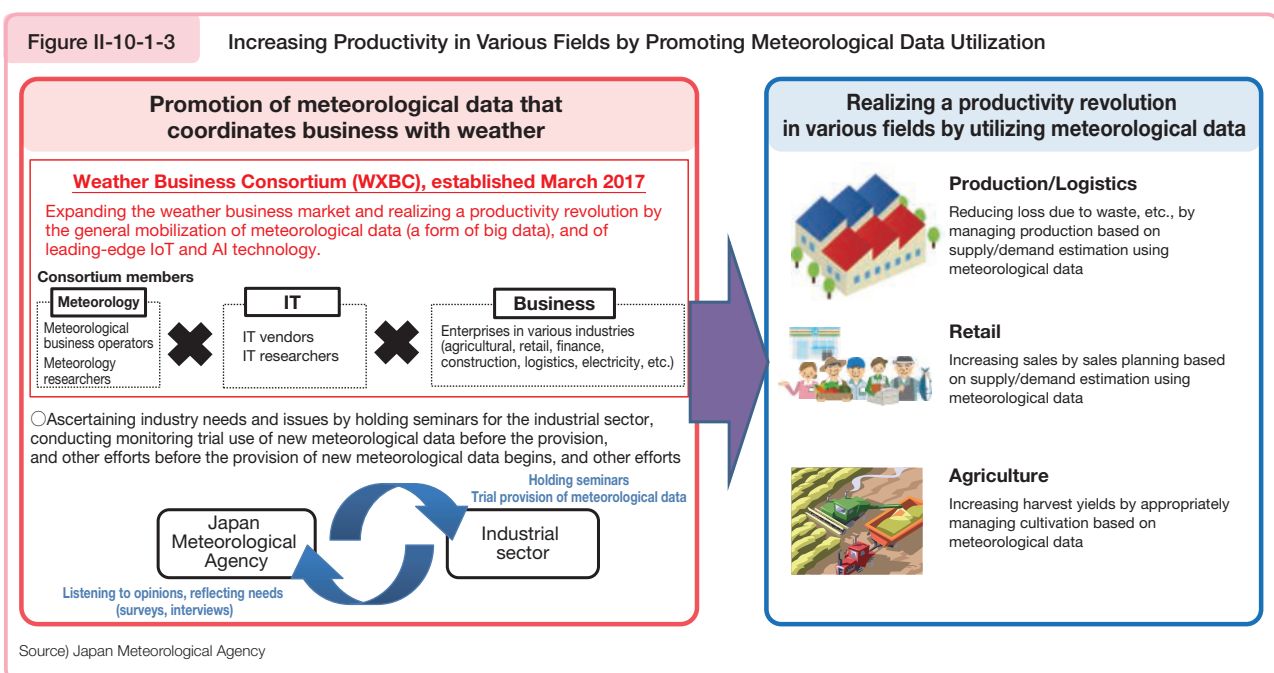 Figure II-10-1-3
Increasing Productivity in Various Fields by Promoting Meteorological Data Utilization
Promotion of meteorological data that
coordinates business with weather
Weather Business Consortium (WXBC), established March 2017
Expanding the weather business market and realizing a productivity revolution by
the general mobilization of meteorological data (a form of big data), and of
leading-edge IoT and AI technology.
Consortium members
Meteorology
Meteorological
business operators
Meteorology
researchers
IT
IT vendors
IT researchers
Business
Enterprises in various industries
(agricultural, retail, finance,
construction, logistics, electricity, etc.)
○Ascertaining industry needs and issues by holding seminars for the industrial sector,
conducting monitoring trial use of new meteorological data before the provision,
and other efforts before the provision of new meteorological data begins, and other efforts
Holding seminars
Trial provision of meteorological data
Japan
Meteorological
Agency
Industrial
sector
Listening to opinions, reflecting needs
(surveys, interviews)
Realizing a productivity revolution
in various fields by utilizing meteorological data
Production/Logistics
Reducing loss due to waste, etc., by
managing production based on
supply/demand estimation using
meteorological data
Retail
Increasing sales by sales planning based
on supply/demand estimation using
meteorological data
Agriculture
Increasing harvest yields by appropriately
managing cultivation based on
meteorological data
Source) Japan Meteorological Agency